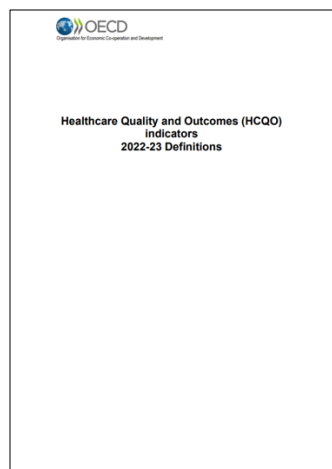 OECD
Organisation for Economic Co-operation and Development
Healthcare Quality and Outcomes (HCQO)
indicators
2022-23 Definitions